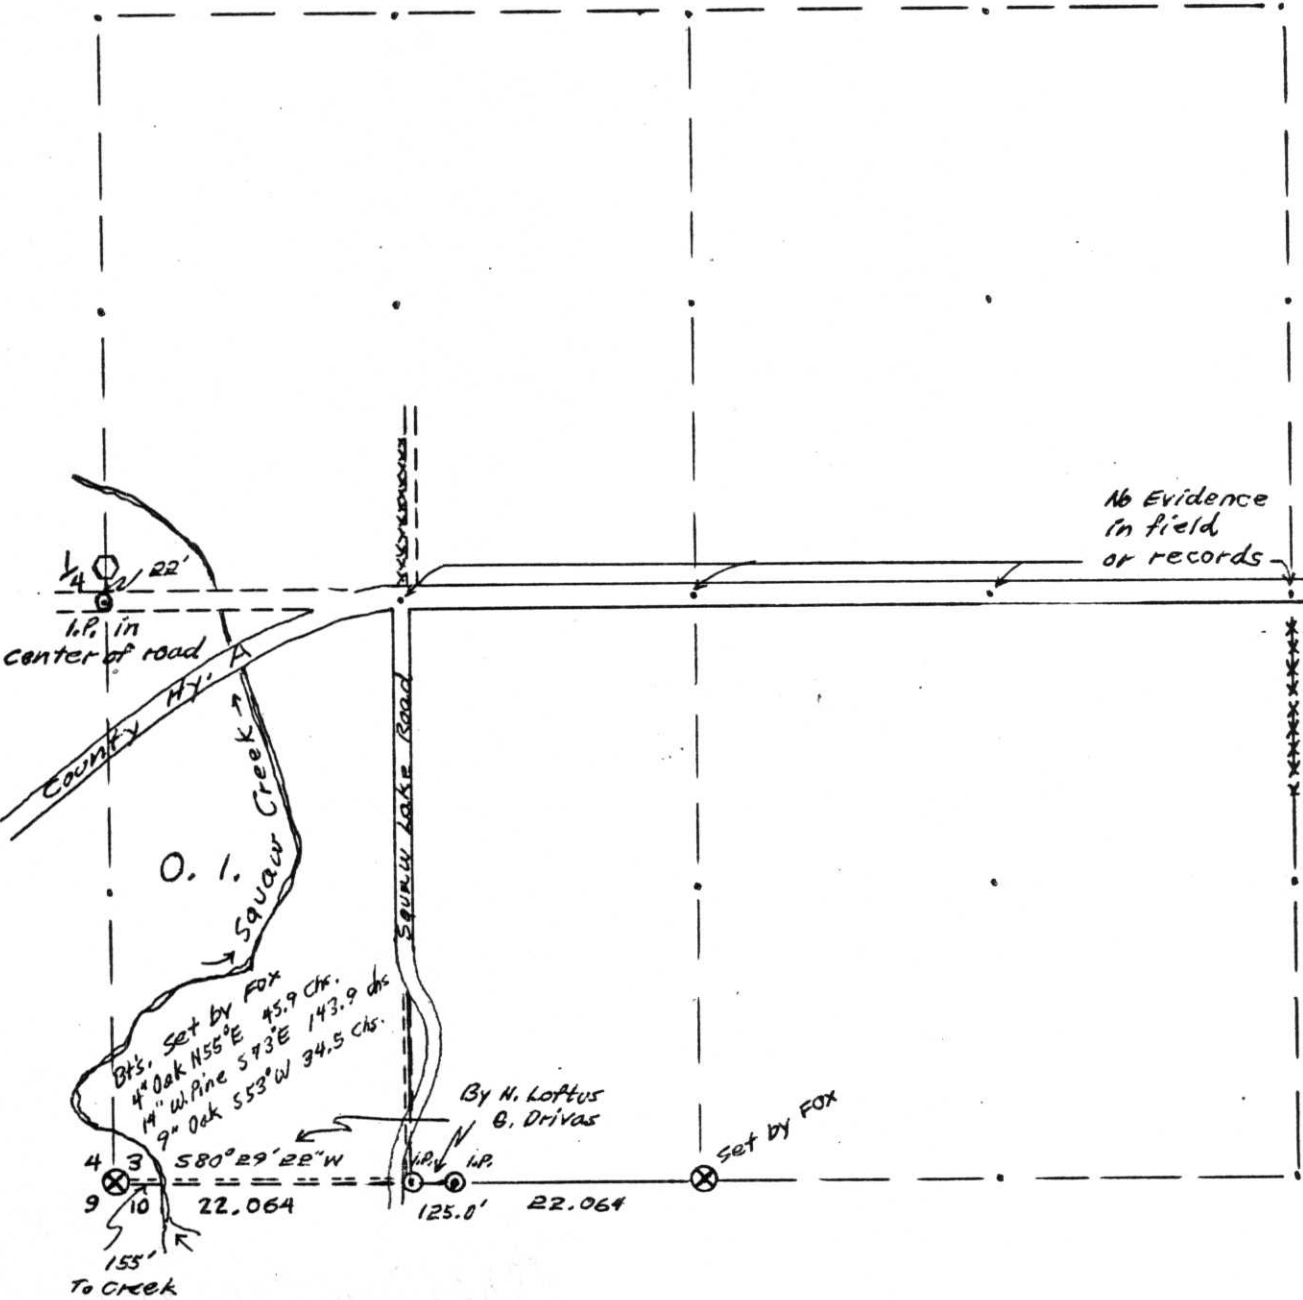 No Evidence
in field
or records
1/4
22'
I.P. in
center of road
County Hy. A
Squaw Creek
Squaw Lake Road
O. I.
Bt's. set by Fox
4" Oak N55°E 45.9 Chs.
14" W. Pine S73°E 143.9 chs
9" Oak S53°W 34.5 Chs.
By N. Loftus
G. Drivas
Set by Fox
4 3
S80°29'22"W
I.P. I.P.
9 10
22.064
125.0'
22.064
155'
To Creek